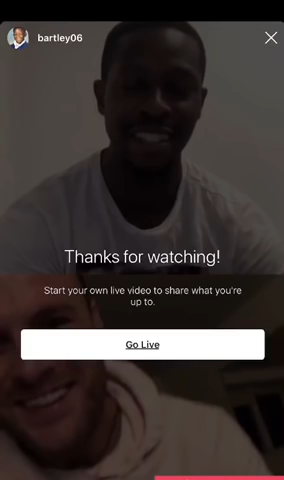 bartley06
Thanks for watching!
Start your own live video to share what you're
up to.
Go Live